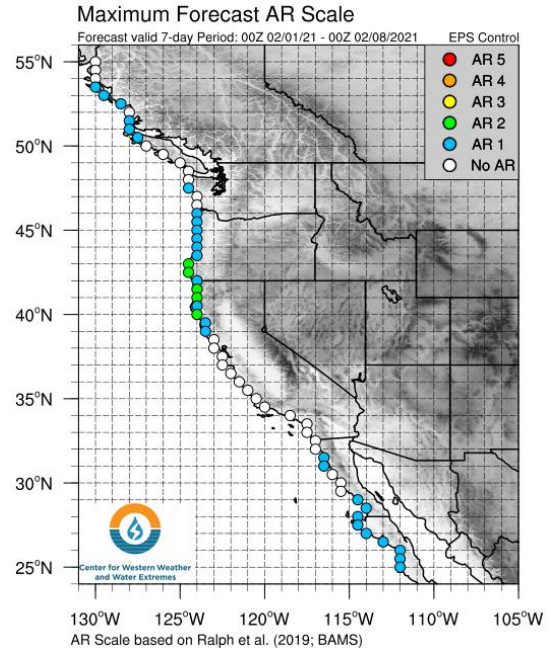 Maximum Forecast AR Scale
Forecast valid 7-day Period: 00Z 02/01/21 - 00Z 02/08/2021 EPS Control
AR 5
AR 4
AR 3
AR 2
AR 1
No AR
55°N
50°N
45°N
40°N
35°N
30°N
25°N
Center for Western Weather
and Water Extremes
130°W 125°W 120°W 115°W 110°W 105°W
AR Scale based on Ralph et al. (2019; BAMS)